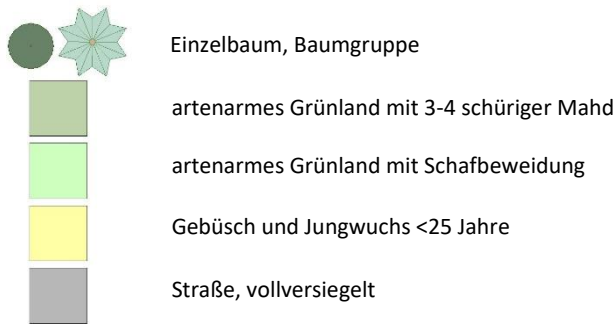 Einzelbaum, Baumgruppe
artenarmes Grünland mit 3-4 schüriger Mahd
artenarmes Grünland mit Schafbeweidung
Gebüsch und Jungwuchs <25 Jahre
Straße, vollversiegelt